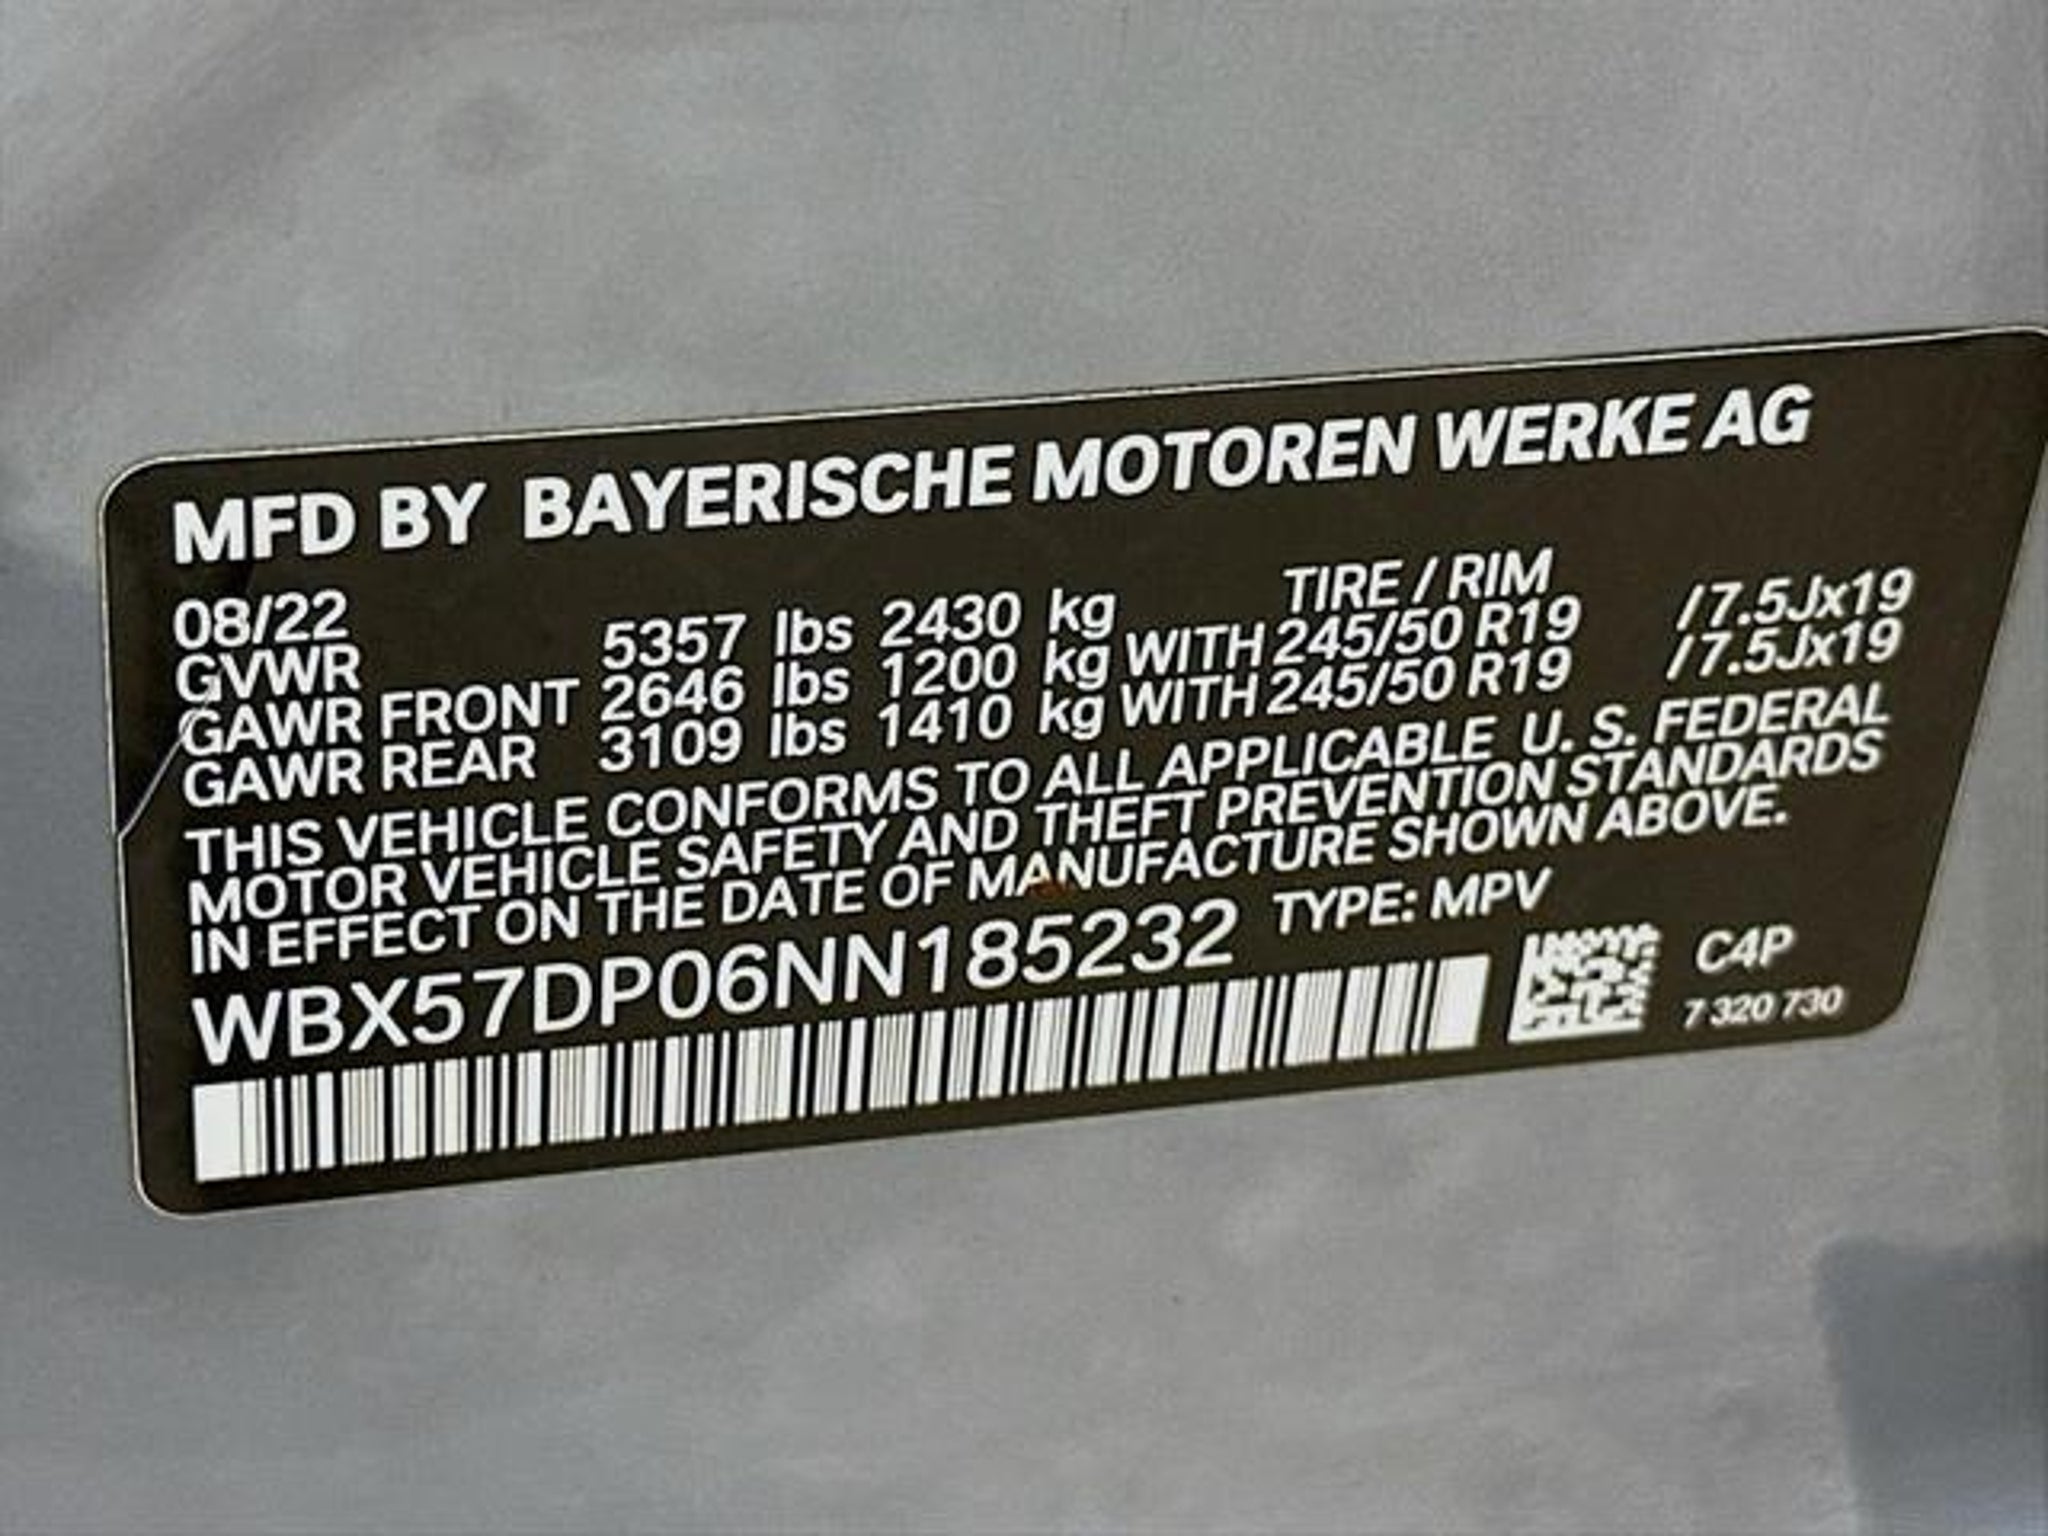 MFD BY BAYERISCHE MOTOREN WERKE AG
08/22 TIRE / RIM
GVWR 5357 lbs 2430 kg
GAWR FRONT 2646 lbs 1200 kg WITH 245/50 R19 /7.5Jx19
GAWR REAR 3109 lbs 1410 kg WITH 245/50 R19 /7.5Jx19
THIS VEHICLE CONFORMS TO ALL APPLICABLE U. S. FEDERAL
MOTOR VEHICLE SAFETY AND THEFT PREVENTION STANDARDS
IN EFFECT ON THE DATE OF MANUFACTURE SHOWN ABOVE.
WBX57DP06NN185232 TYPE: MPV
C4P
7 320 730